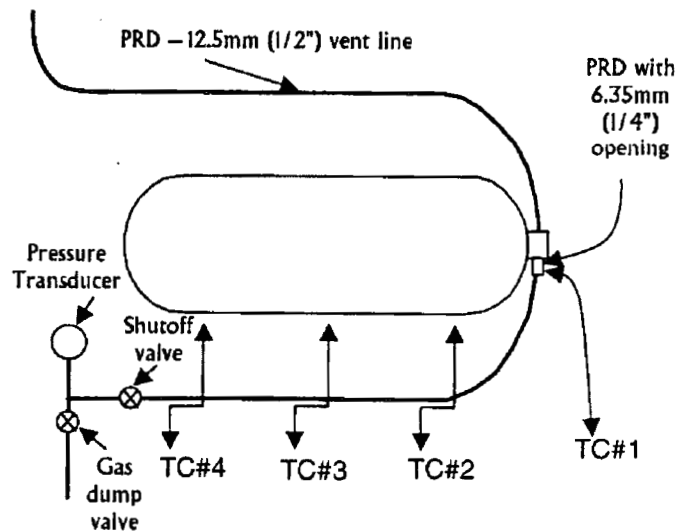 PRD – 12.5mm (1/2") vent line
PRD with
6.35mm
(1/4")
opening
Pressure
Transducer
Shutoff
valve
TC#4
TC#3
TC#2
TC#1
Gas
dump
valve